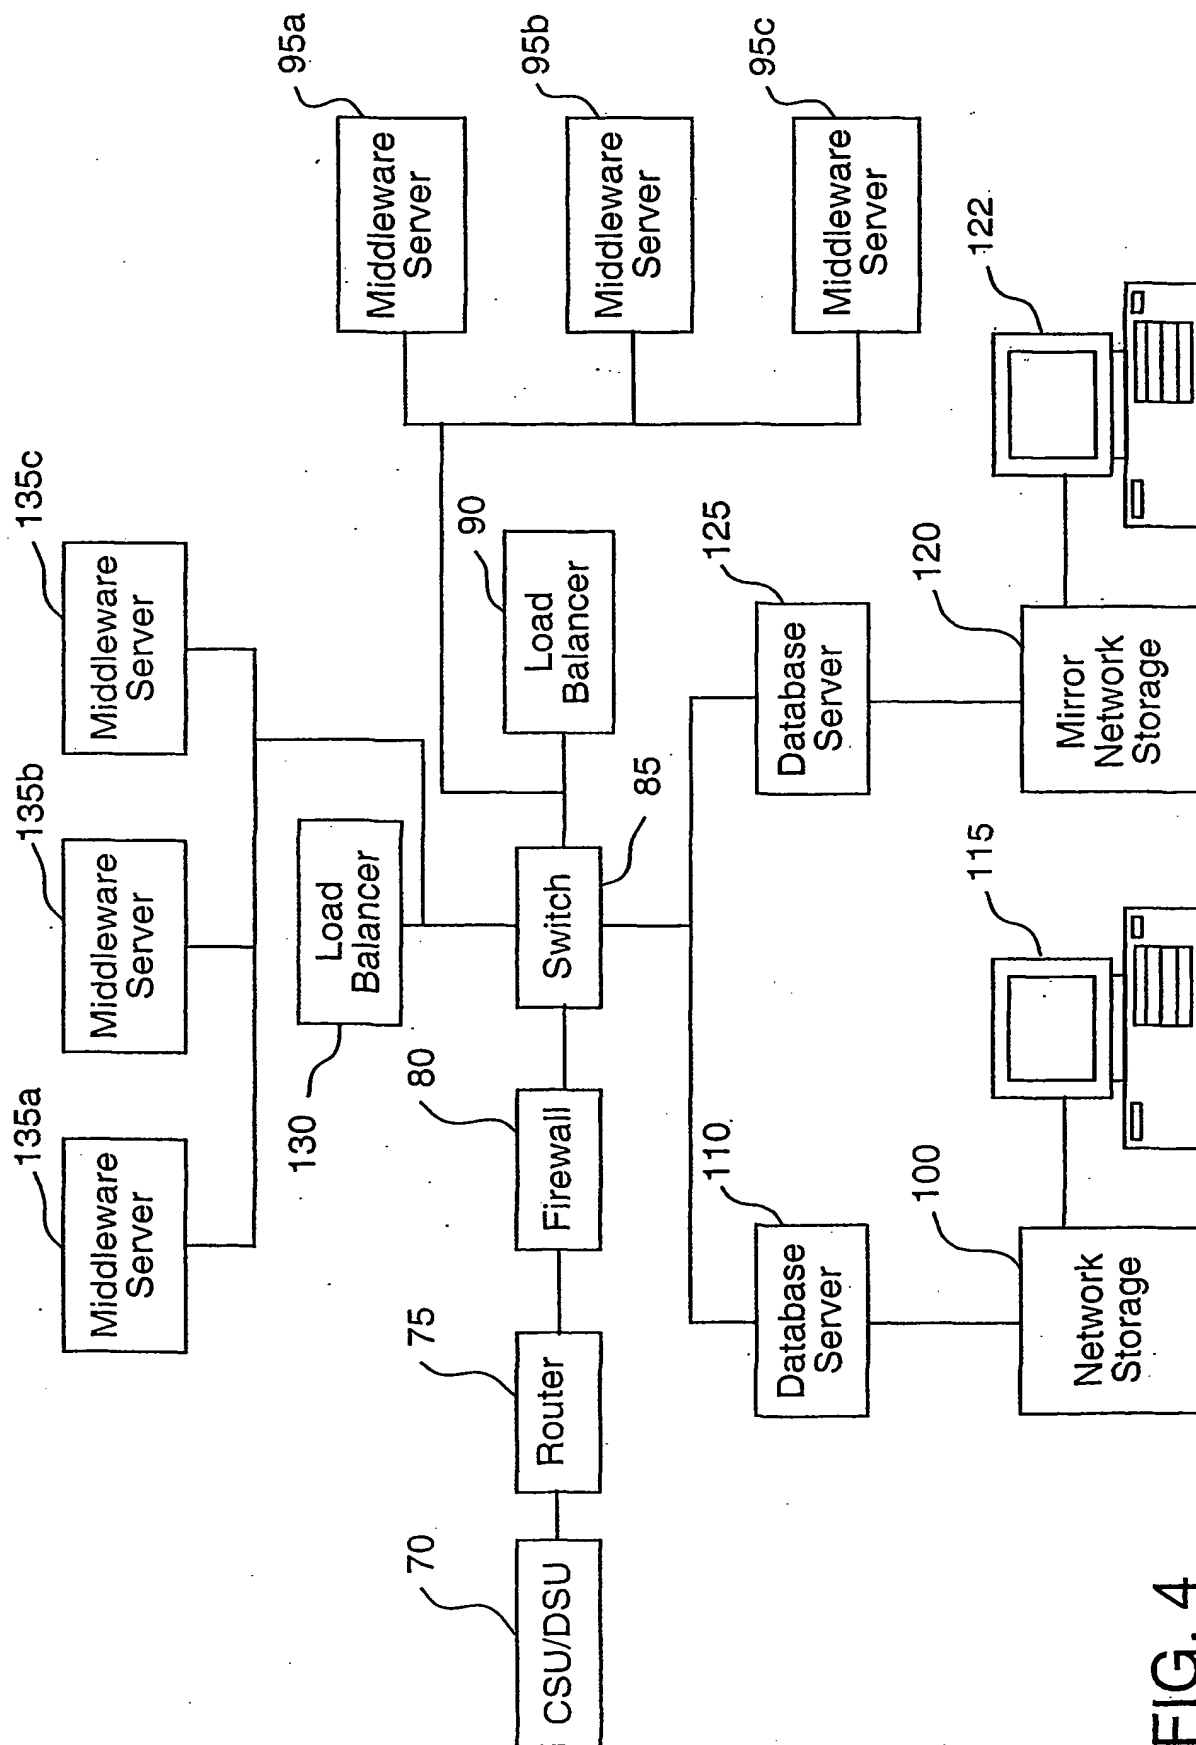 135a
Middleware
Server
135b
Middleware
Server
135c
Middleware
Server
95a
Middleware
Server
130
Load
Balancer
90
Load
Balancer
95b
Middleware
Server
70
CSU/DSU
75
Router
80
Firewall
Switch
85
95c
Middleware
Server
110
Database
Server
125
Database
Server
100
Network
Storage
115
120
Mirror
Network
Storage
122
FIG. 4